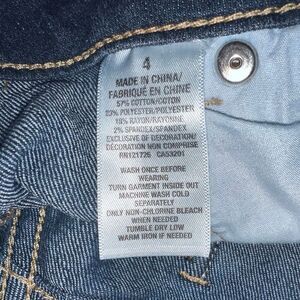 4
MADE IN CHINA/
FABRIQUÉ EN CHINE
57% COTTON/COTON
23% POLYESTER/POLYESTER
18% RAYON/RAYONNE
2% SPANDEX/SPANDEX
EXCLUSIVE OF DECORATION/
DÉCORATION NON COMPRISE
RN121726 CA53201
WASH ONCE BEFORE
WEARING
TURN GARMENT INSIDE OUT
MACHINE WASH COLD
SEPARATELY
ONLY NON-CHLORINE BLEACH
WHEN NEEDED
TUMBLE DRY LOW
WARM IRON IF NEEDED